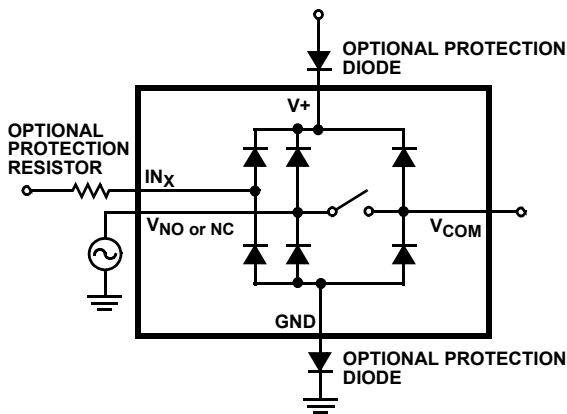 OPTIONAL PROTECTION
DIODE
V+
OPTIONAL
PROTECTION
RESISTOR
INX
VNO or NC
VCOM
GND
OPTIONAL PROTECTION
DIODE